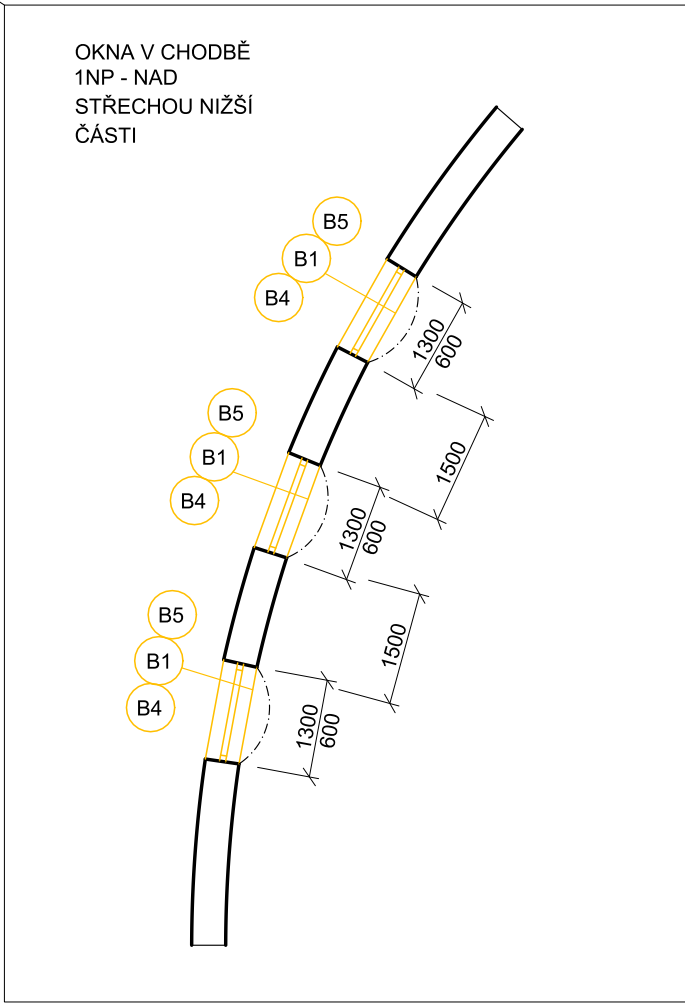 OKNA V CHODBĚ
1NP - NAD
STŘECHOU NIŽŠÍ
ČÁSTI
B5
B1
B4
1300
600
B5
B1
B4
1500
1300
600
B5
B1
B4
1500
1300
600